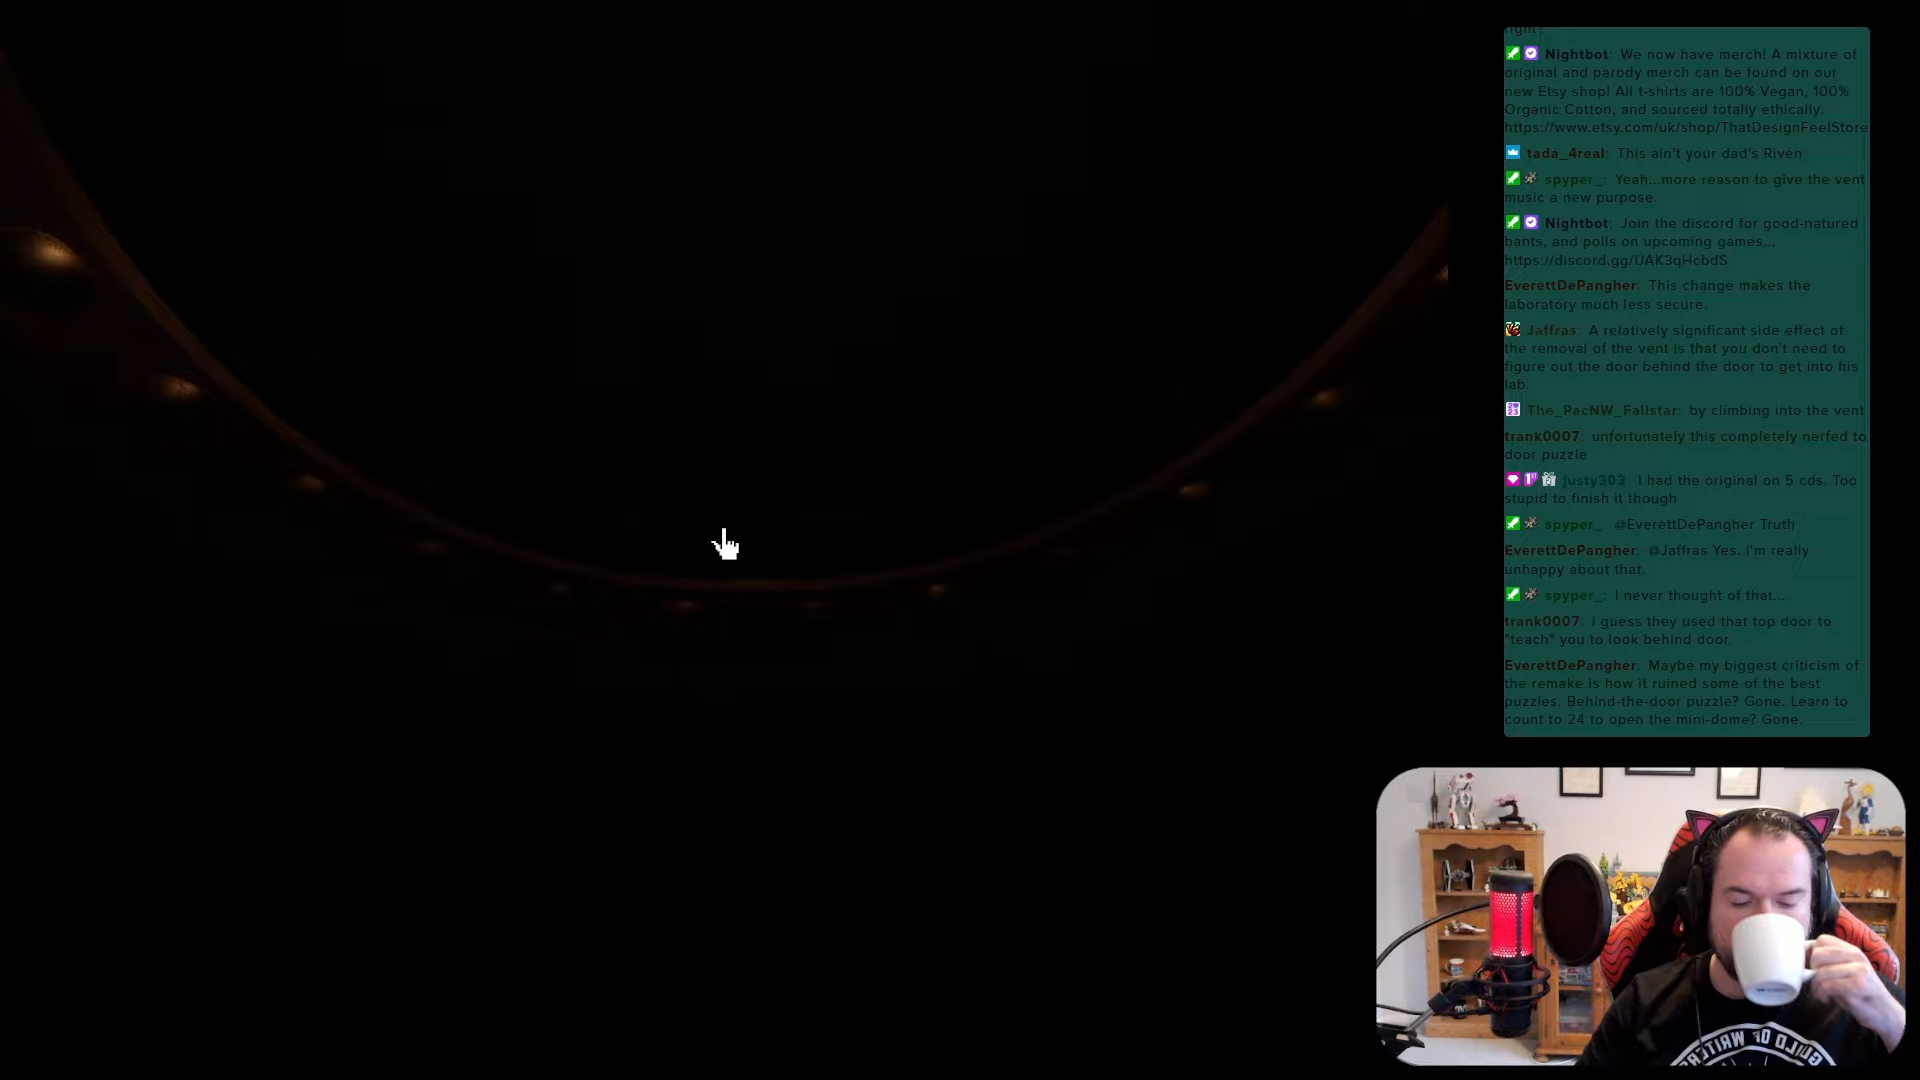 right?
Nightbot: We now have merch! A mixture of
original and parody merch can be found on our
new Etsy shop! All t-shirts are 100% Vegan, 100%
Organic Cotton, and sourced totally ethically.
https://www.etsy.com/uk/shop/ThatDesignFeelStore
tada_4real: This ain't your dad's Riven
spyper_: Yeah...more reason to give the vent
music a new purpose.
Nightbot: Join the discord for good-natured
bants, and polls on upcoming games...
https://discord.gg/UAK3qHcbdS
EverettDePangher: This change makes the
laboratory much less secure.
Jaffras: A relatively significant side effect of
the removal of the vent is that you don't need to
figure out the door behind the door to get into his
lab.
The_PacNW_Fallstar: by climbing into the vent
trank0007: unfortunately this completely nerfed to
door puzzle
justy303 I had the original on 5 cds. Too
stupid to finish it though
spyper_ @EverettDePangher Truth
EverettDePangher: @Jaffras Yes. I'm really
unhappy about that.
spyper_: I never thought of that...
trank0007: i guess they used that top door to
"teach" you to look behind door.
EverettDePangher: Maybe my biggest criticism of
the remake is how it ruined some of the best
puzzles. Behind-the-door puzzle? Gone. Learn to
count to 24 to open the mini-dome? Gone.
GUILD OF WRITERS